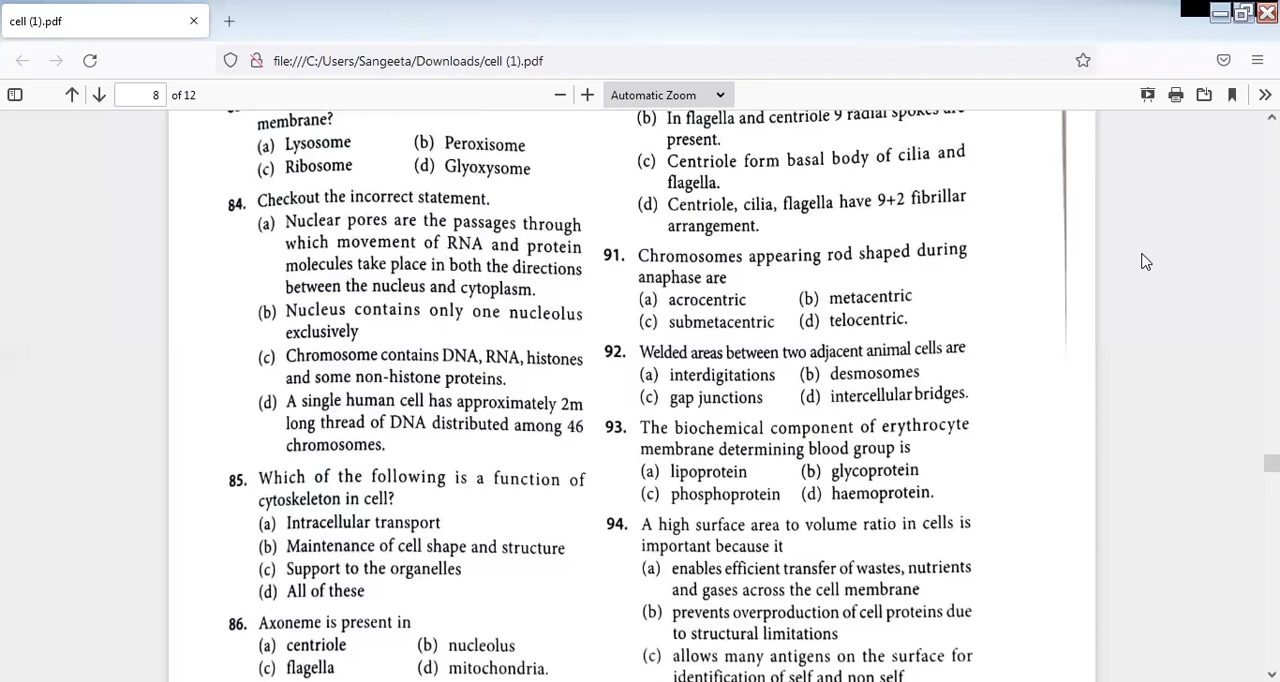 cell (1).pdf
file:///C:/Users/Sangeeta/Downloads/cell (1).pdf
8 of 12
Automatic Zoom
membrane?
(a) Lysosome (b) Peroxisome
(c) Ribosome (d) Glyoxysome
84. Checkout the incorrect statement.
(a) Nuclear pores are the passages through
which movement of RNA and protein
molecules take place in both the directions
between the nucleus and cytoplasm.
(b) Nucleus contains only one nucleolus
exclusively
(c) Chromosome contains DNA, RNA, histones
and some non-histone proteins.
(d) A single human cell has approximately 2m
long thread of DNA distributed among 46
chromosomes.
85. Which of the following is a function of
cytoskeleton in cell?
(a) Intracellular transport
(b) Maintenance of cell shape and structure
(c) Support to the organelles
(d) All of these
86. Axoneme is present in
(a) centriole (b) nucleolus
(c) flagella (d) mitochondria.
(b) In flagella and centriole 9 radial spokes are
present.
(c) Centriole form basal body of cilia and
flagella.
(d) Centriole, cilia, flagella have 9+2 fibrillar
arrangement.
91. Chromosomes appearing rod shaped during
anaphase are
(a) acrocentric (b) metacentric
(c) submetacentric (d) telocentric.
92. Welded areas between two adjacent animal cells are
(a) interdigitations (b) desmosomes
(c) gap junctions (d) intercellular bridges.
93. The biochemical component of erythrocyte
membrane determining blood group is
(a) lipoprotein (b) glycoprotein
(c) phosphoprotein (d) haemoprotein.
94. A high surface area to volume ratio in cells is
important because it
(a) enables efficient transfer of wastes, nutrients
and gases across the cell membrane
(b) prevents overproduction of cell proteins due
to structural limitations
(c) allows many antigens on the surface for
identification of self and non self